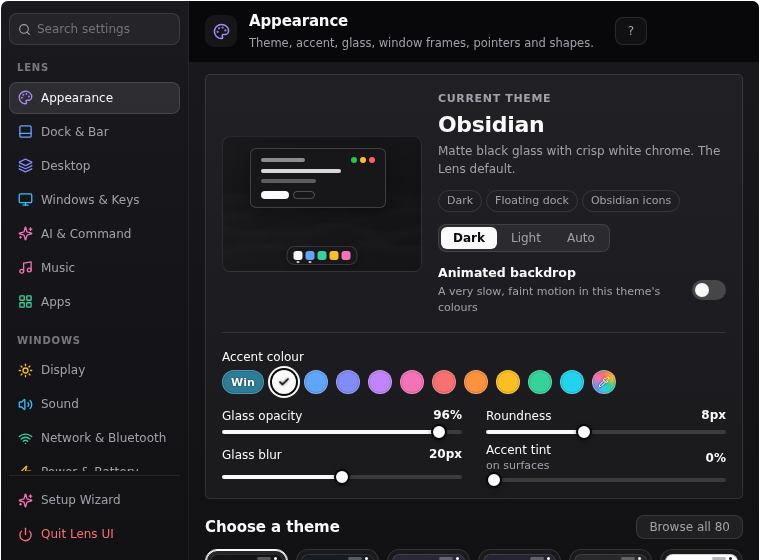 Search settings
LENS
Appearance
Dock & Bar
Desktop
Windows & Keys
AI & Command
Music
Apps
WINDOWS
Display
Sound
Network & Bluetooth
Power & Battery
Setup Wizard
Quit Lens UI
Appearance
Theme, accent, glass, window frames, pointers and shapes.
?
CURRENT THEME
Obsidian
Matte black glass with crisp white chrome. The
Lens default.
Dark Floating dock Obsidian icons
Dark Light Auto
Animated backdrop
A very slow, faint motion in this theme's
colours
Accent colour
Win
Glass opacity 96%
Roundness 8px
Glass blur 20px
Accent tint 0%
on surfaces
Choose a theme
Browse all 80